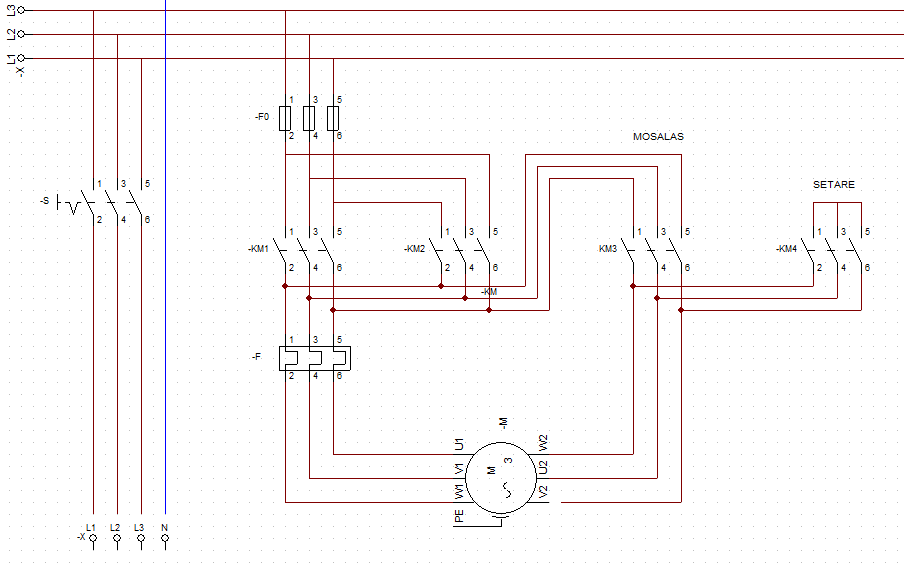 L3
L2
L1
-X
-F0
1 3 5
2 4 6
MOSALAS
SETARE
-S
1 3 5
2 4 6
-KM1
1 3 5
2 4 6
-KM2
1 3 5
2 4 6
KM3
1 3 5
2 4 6
-KM4
1 3 5
2 4 6
-KM
-F
1 3 5
2 4 6
-M
U1
V1
W1
PE
M
3
W2
U2
V2
-X
L1 L2 L3 N